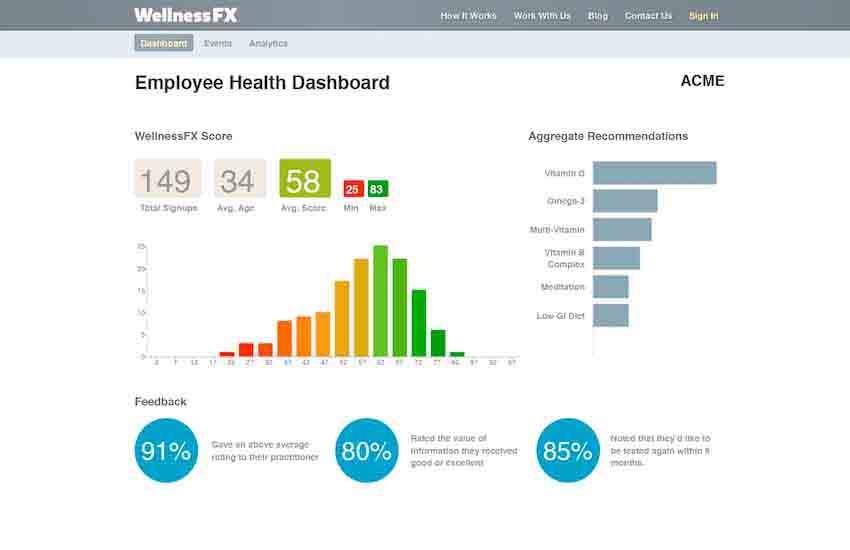 WellnessFX
How It Works Work With Us Blog Contact Us Sign In
Dashboard Events Analytics
Employee Health Dashboard
ACME
WellnessFX Score
149
Total Signups
34
Avg. Age
58
Avg. Score
25
Min
83
Max
25
20
15
10
5
0
Aggregate Recommendations
Omega-3
Multi-Vitamin
Vitamin B
Complex
Meditation
Low GI Diet
Feedback
91%
Gave an above average
rating to their practitioner
80%
Rated the value of
information they received
good or excellent
85%
Noted that they'd like to
be tested again within
months.